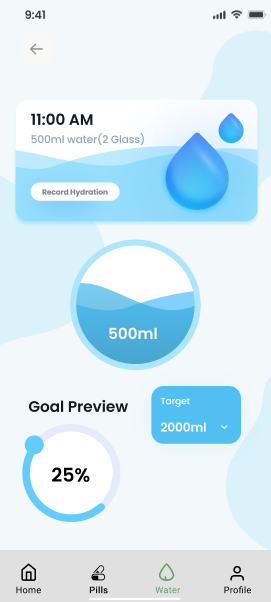 9:41
11:00 AM
500ml water(2 Glass)
Record Hydration
500ml
Goal Preview
Target
2000ml
25%
Home Pills Water Profile